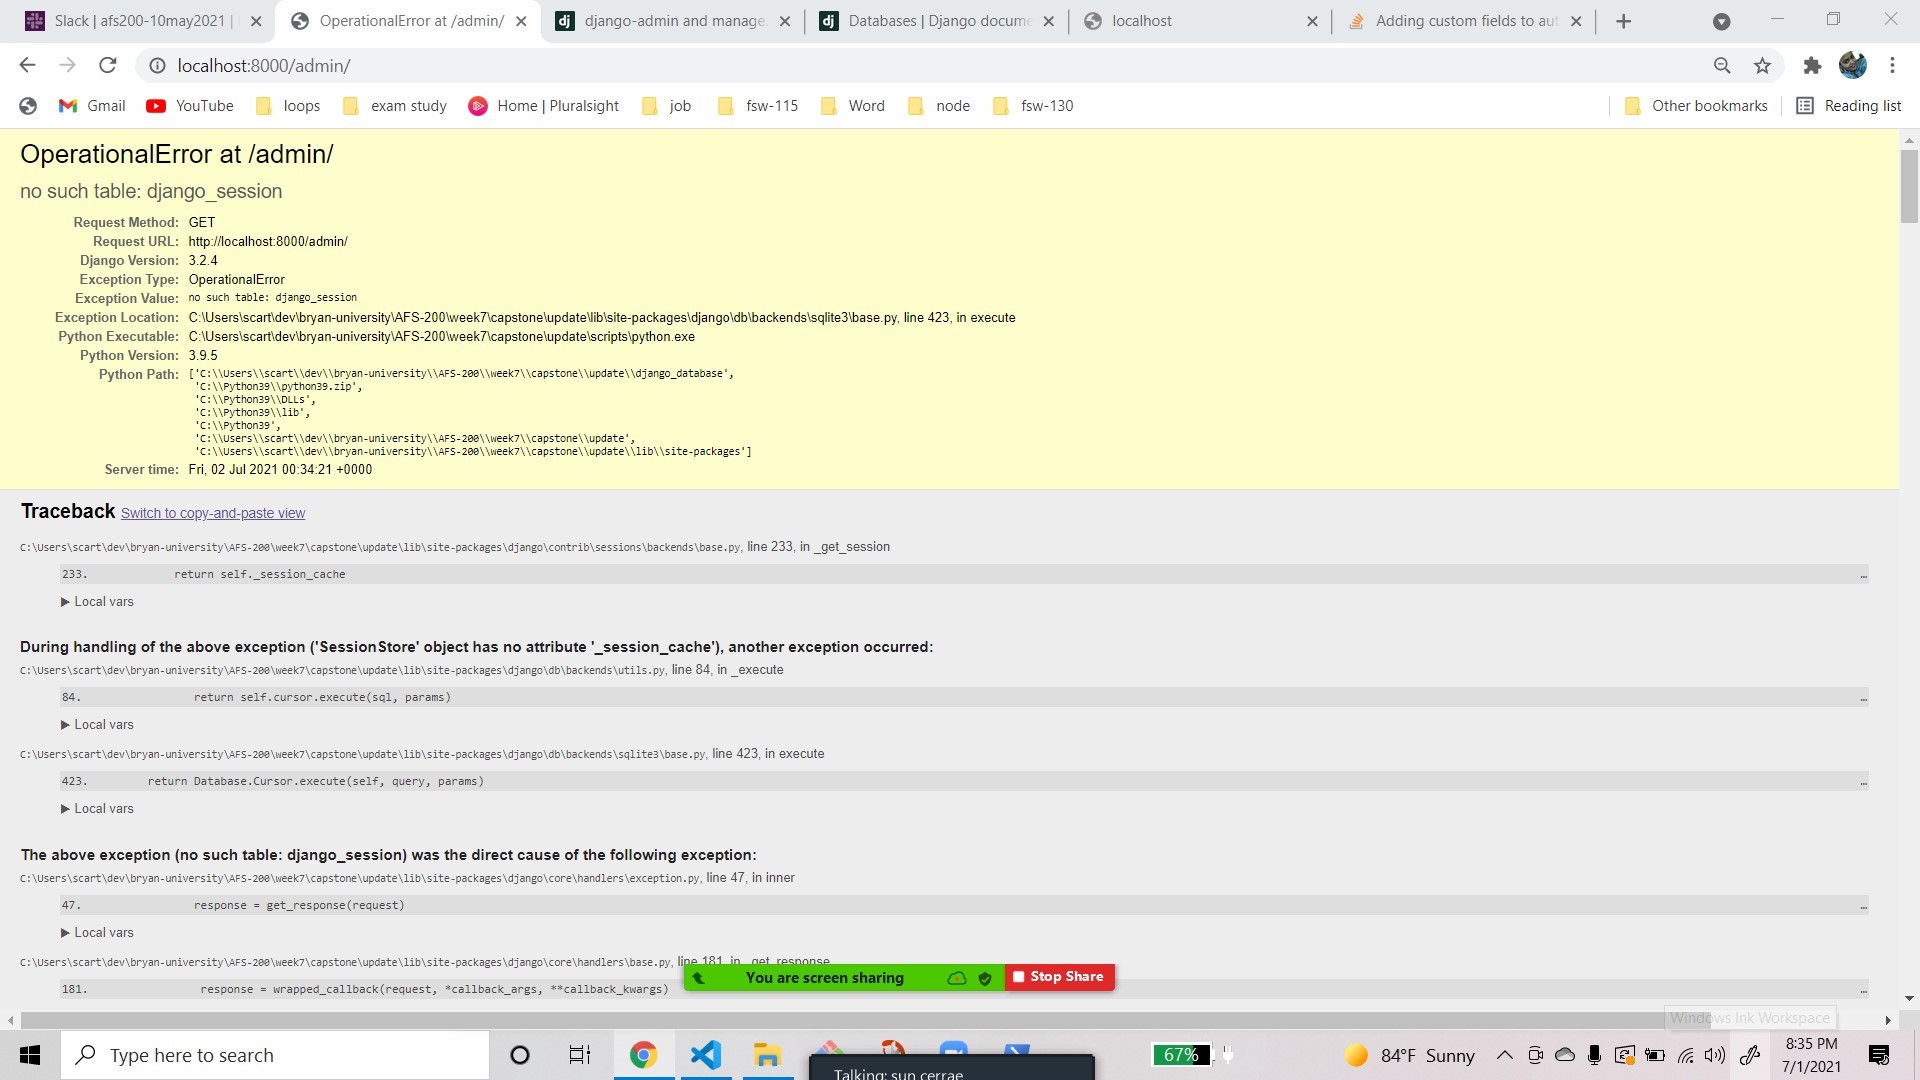 Slack | afs200-10may2021 |
OperationalError at /admin/
django-admin and manage.
Databases | Django docume
localhost
Adding custom fields to aut
localhost:8000/admin/
Gmail
YouTube
loops
exam study
Home | Pluralsight
job
fsw-115
Word
node
fsw-130
Other bookmarks
Reading list
OperationalError at /admin/
no such table: django_session
Request Method: GET
Request URL: http://localhost:8000/admin/
Django Version: 3.2.4
Exception Type: OperationalError
Exception Value: no such table: django_session
Exception Location: C:\Users\scart\dev\bryan-university\AFS-200\week7\capstone\update\lib\site-packages\django\db\backends\sqlite3\base.py, line 423, in execute
Python Executable: C:\Users\scart\dev\bryan-university\AFS-200\week7\capstone\update\scripts\python.exe
Python Version: 3.9.5
Python Path: ['C:\\Users\\scart\\dev\\bryan-university\\AFS-200\\week7\\capstone\\update\\django_database',
'C:\\Python39\\python39.zip',
'C:\\Python39\\DLLs',
'C:\\Python39\\lib',
'C:\\Python39',
'C:\\Users\\scart\\dev\\bryan-university\\AFS-200\\week7\\capstone\\update',
'C:\\Users\\scart\\dev\\bryan-university\\AFS-200\\week7\\capstone\\update\\lib\\site-packages']
Server time: Fri, 02 Jul 2021 00:34:21 +0000
Traceback Switch to copy-and-paste view
C:\Users\scart\dev\bryan-university\AFS-200\week7\capstone\update\lib\site-packages\django\contrib\sessions\backends\base.py, line 233, in _get_session
233. return self._session_cache …
▶ Local vars
During handling of the above exception ('SessionStore' object has no attribute '_session_cache'), another exception occurred:
C:\Users\scart\dev\bryan-university\AFS-200\week7\capstone\update\lib\site-packages\django\db\backends\utils.py, line 84, in _execute
84. return self.cursor.execute(sql, params) …
▶ Local vars
C:\Users\scart\dev\bryan-university\AFS-200\week7\capstone\update\lib\site-packages\django\db\backends\sqlite3\base.py, line 423, in execute
423. return Database.Cursor.execute(self, query, params) …
▶ Local vars
The above exception (no such table: django_session) was the direct cause of the following exception:
C:\Users\scart\dev\bryan-university\AFS-200\week7\capstone\update\lib\site-packages\django\core\handlers\exception.py, line 47, in inner
47. response = get_response(request) …
▶ Local vars
C:\Users\scart\dev\bryan-university\AFS-200\week7\capstone\update\lib\site-packages\django\core\handlers\base.py, line 181, in _get_response
You are screen sharing
Stop Share
181. response = wrapped_callback(request, *callback_args, **callback_kwargs) …
Windows Ink Workspace
Type here to search
67%
84°F Sunny
8:35 PM
7/1/2021
Talking: sun cerrae